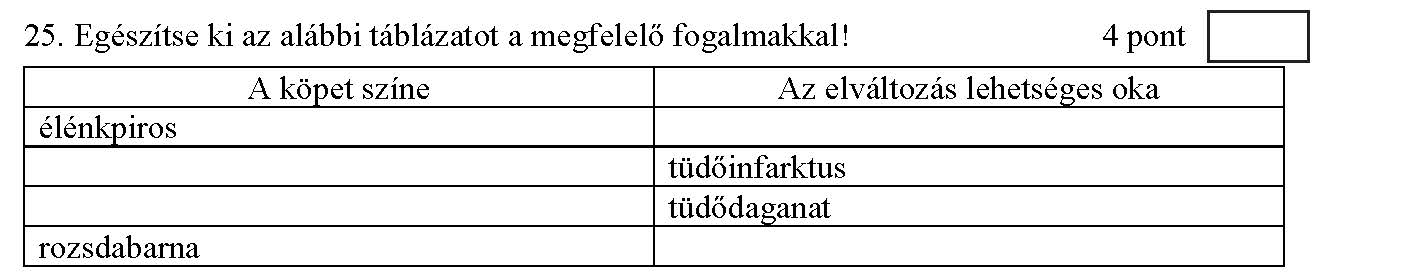 25. Egészítse ki az alábbi táblázatot a megfelelő fogalmakkal! 4 pont
A köpet színe Az elváltozás lehetséges oka
élénkpiros
tüdőinfarktus
tüdődaganat
rozsdabarna